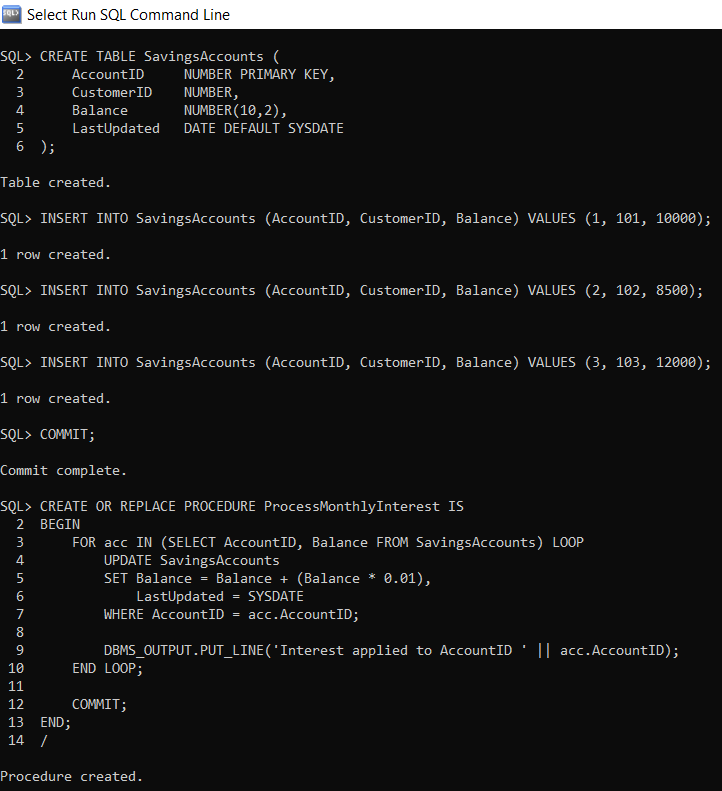 Select Run SQL Command Line
SQL> CREATE TABLE SavingsAccounts (
  2      AccountID     NUMBER PRIMARY KEY,
  3      CustomerID    NUMBER,
  4      Balance       NUMBER(10,2),
  5      LastUpdated   DATE DEFAULT SYSDATE
  6  );
Table created.
SQL> INSERT INTO SavingsAccounts (AccountID, CustomerID, Balance) VALUES (1, 101, 10000);
1 row created.
SQL> INSERT INTO SavingsAccounts (AccountID, CustomerID, Balance) VALUES (2, 102, 8500);
1 row created.
SQL> INSERT INTO SavingsAccounts (AccountID, CustomerID, Balance) VALUES (3, 103, 12000);
1 row created.
SQL> COMMIT;
Commit complete.
SQL> CREATE OR REPLACE PROCEDURE ProcessMonthlyInterest IS
  2  BEGIN
  3      FOR acc IN (SELECT AccountID, Balance FROM SavingsAccounts) LOOP
  4          UPDATE SavingsAccounts
  5          SET Balance = Balance + (Balance * 0.01),
  6              LastUpdated = SYSDATE
  7          WHERE AccountID = acc.AccountID;
  8
  9          DBMS_OUTPUT.PUT_LINE('Interest applied to AccountID ' || acc.AccountID);
 10      END LOOP;
 11
 12      COMMIT;
 13  END;
 14  /
Procedure created.